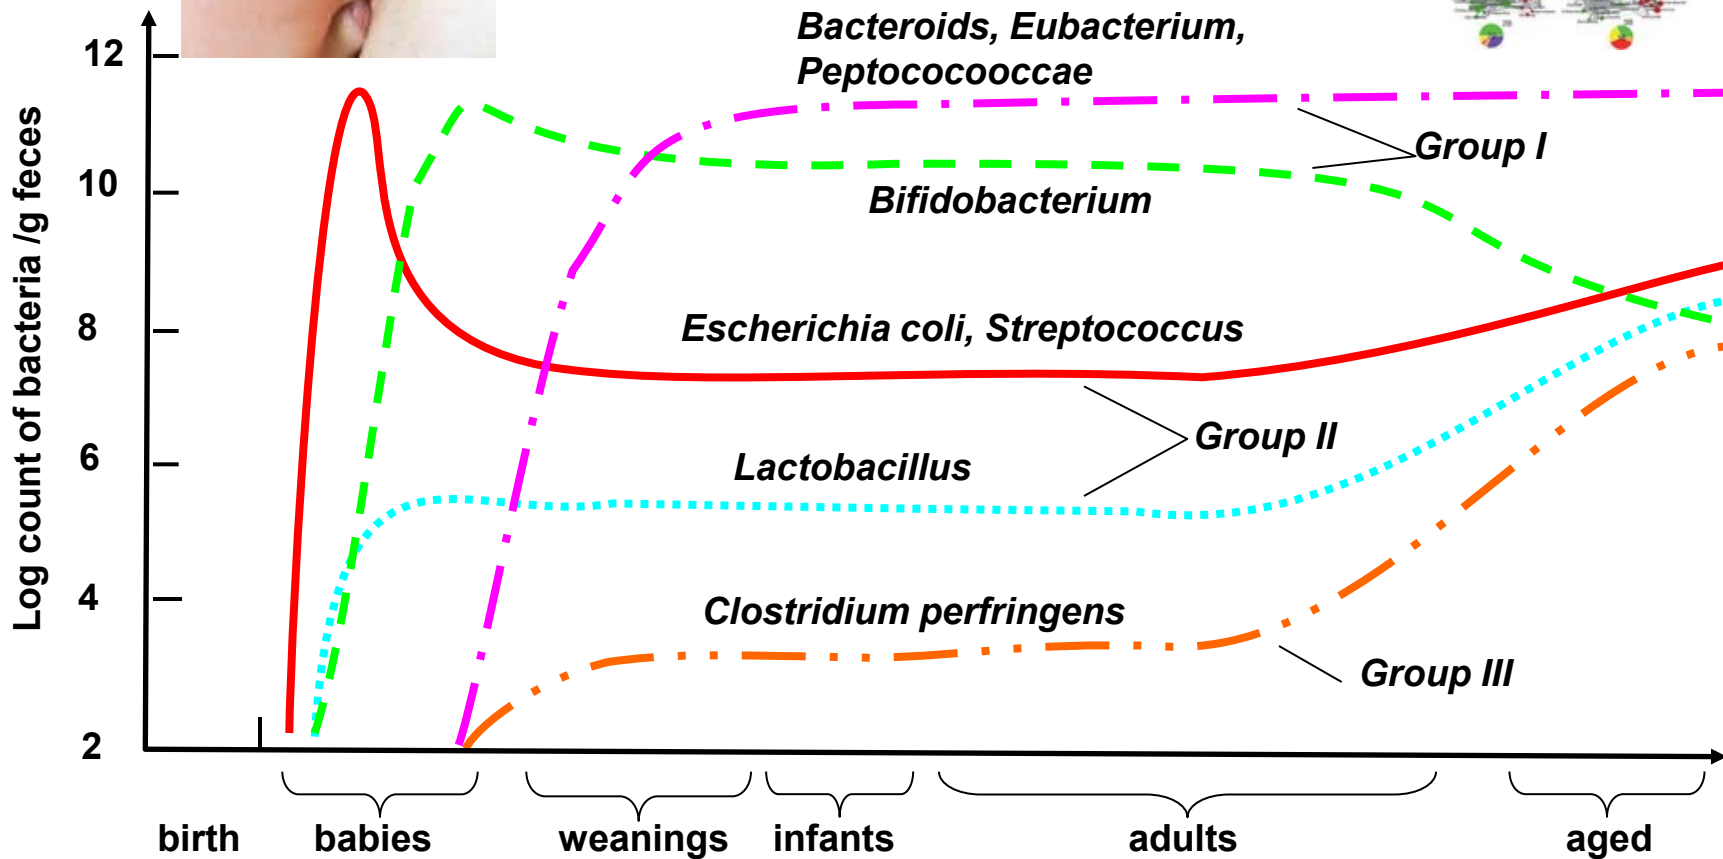 Bacteroids, Eubacterium,
Peptococooccae
12
Group I
10
Bifidobacterium
Log count of bacteria /g feces
8
Escherichia coli, Streptococcus
Group II
6
Lactobacillus
4
Clostridium perfringens
Group III
2
birth
babies
weanings
infants
adults
aged